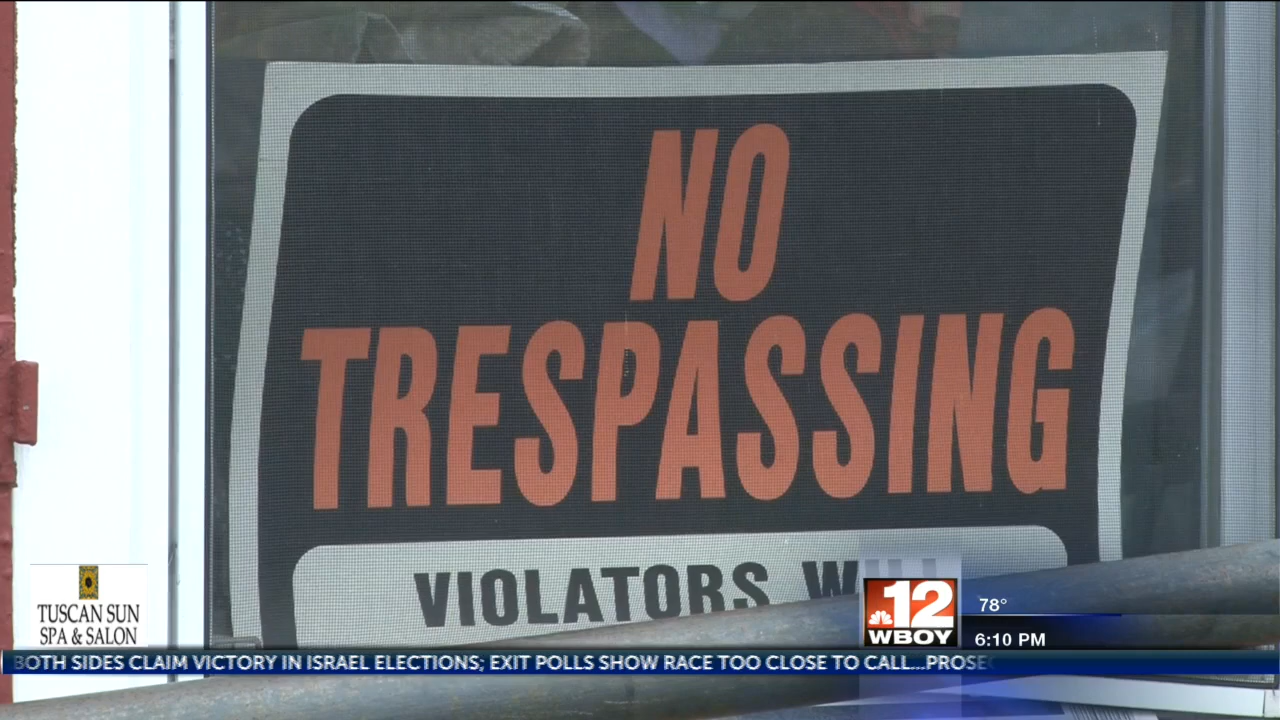 NO
TRESPASSING
VIOLATORS
TUSCAN SUN
SPA & SALON
12
WBOY
78°
6:10 PM
BOTH SIDES CLAIM VICTORY IN ISRAEL ELECTIONS; EXIT POLLS SHOW RACE TOO CLOSE TO CALL...PROSE